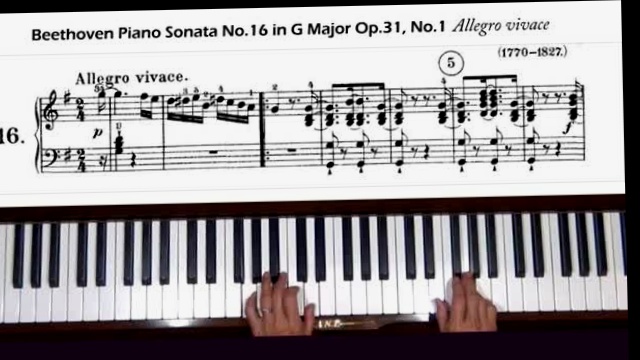 Beethoven Piano Sonata No.16 in G Major Op.31, No.1 Allegro vivace
(1770–1827.)
5
Allegro vivace.
16.
p
f